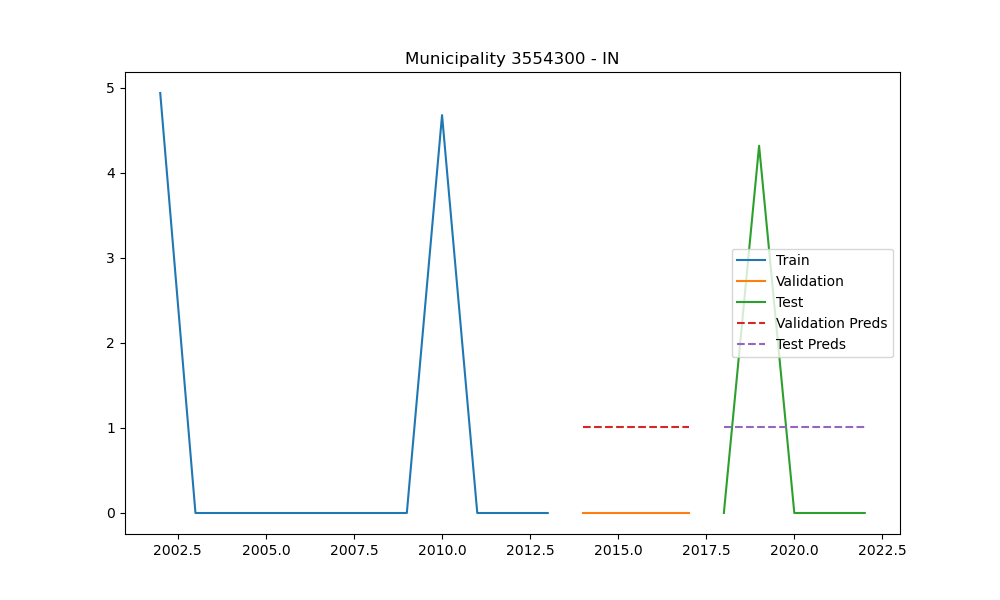 Municipality 3554300 - IN
5
4
3
2
1
0
Train
Validation
Test
Validation Preds
Test Preds
2002.5 2005.0 2007.5 2010.0 2012.5 2015.0 2017.5 2020.0 2022.5